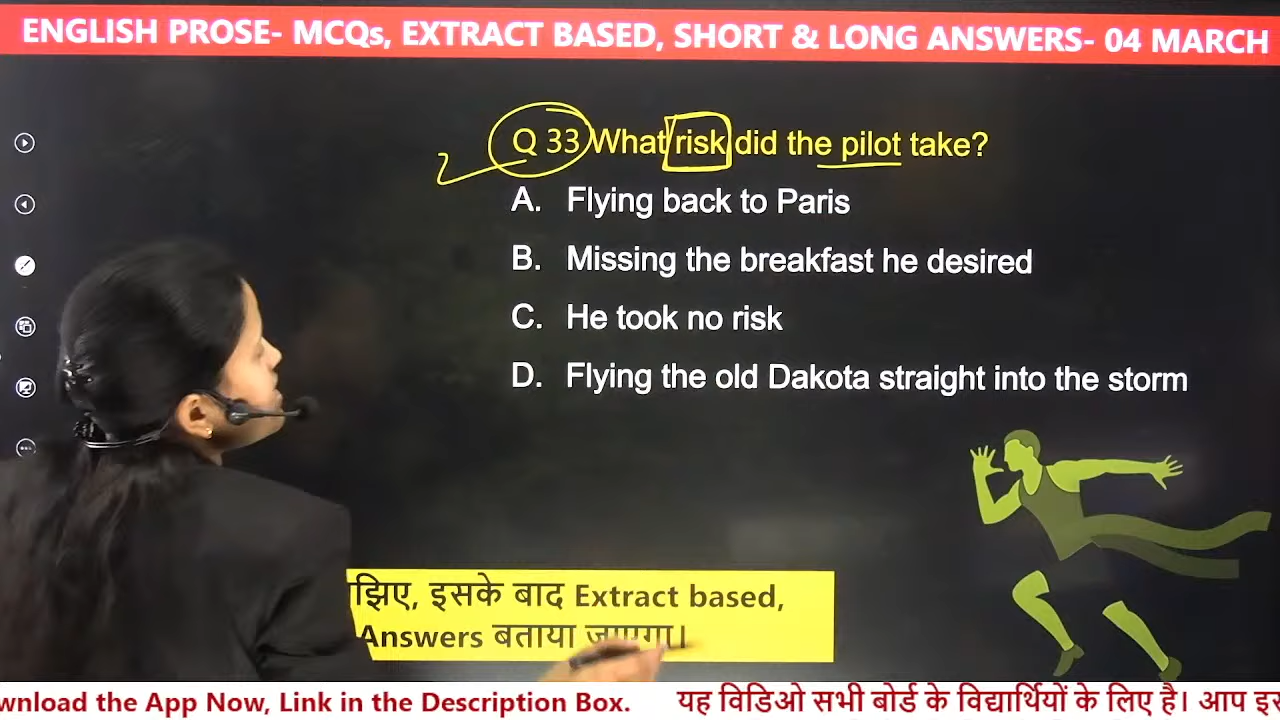 ENGLISH PROSE- MCQs, EXTRACT BASED, SHORT & LONG ANSWERS- 04 MARCH
Q 33 What risk did the pilot take?
A. Flying back to Paris
B. Missing the breakfast he desired
C. He took no risk
D. Flying the old Dakota straight into the storm
झिए, इसके बाद Extract based,
Answers बताया जाएगा।
wnload the App Now, Link in the Description Box. यह विडिओ सभी बोर्ड के विद्यार्थियों के लिए है। आप इस